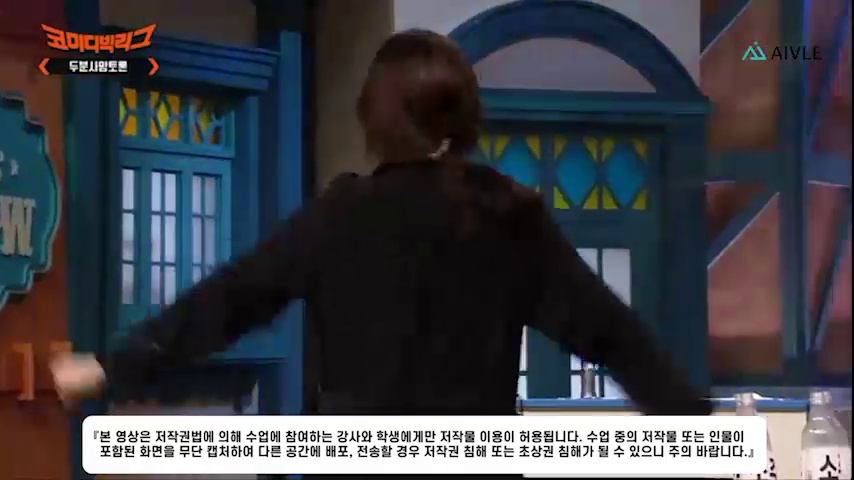 코미디빅리그
두분사망토론
AIVLE
W
『본 영상은 저작권법에 의해 수업에 참여하는 강사와 학생에게만 저작물 이용이 허용됩니다. 수업 중의 저작물 또는 인물이
포함된 화면을 무단 캡처하여 다른 공간에 배포, 전송할 경우 저작권 침해 또는 초상권 침해가 될 수 있으니 주의 바랍니다.』
소